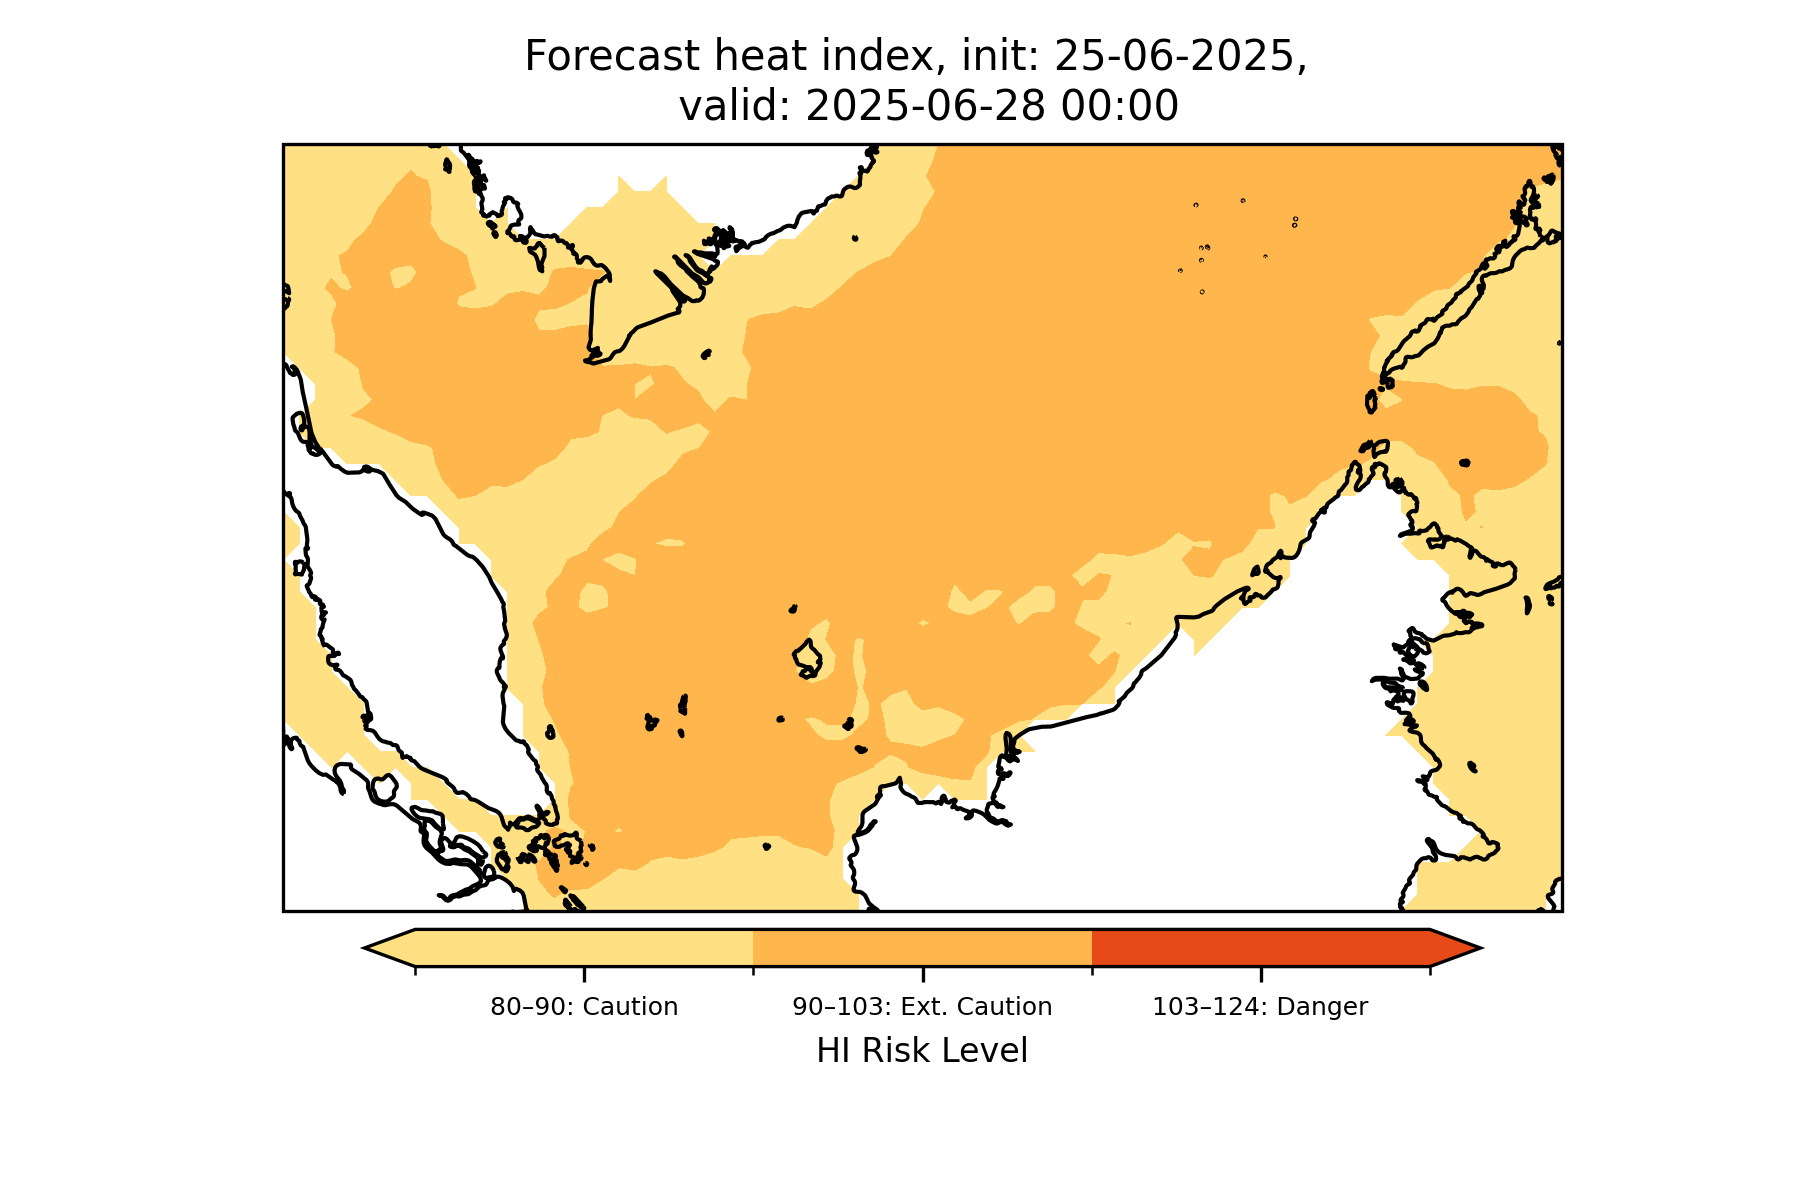 Forecast heat index, init: 25-06-2025,
valid: 2025-06-28 00:00
80–90: Caution
90–103: Ext. Caution
103–124: Danger
HI Risk Level